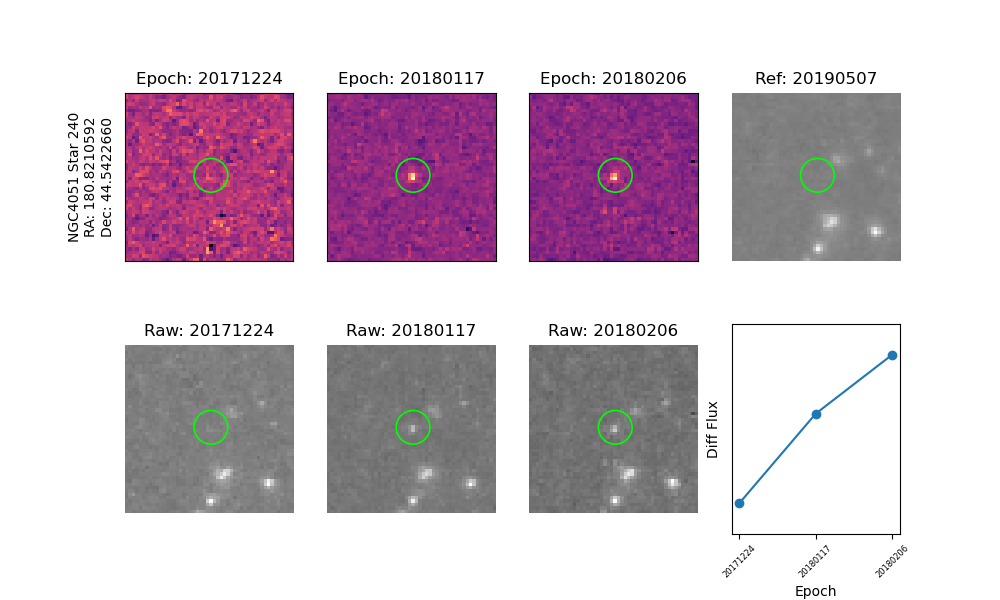 NGC4051 Star 240
RA: 180.8210592
Dec: 44.5422660
Epoch: 20171224
Epoch: 20180117
Epoch: 20180206
Ref: 20190507
Raw: 20171224
Raw: 20180117
Raw: 20180206
Diff Flux
20171224
20180117
20180206
Epoch